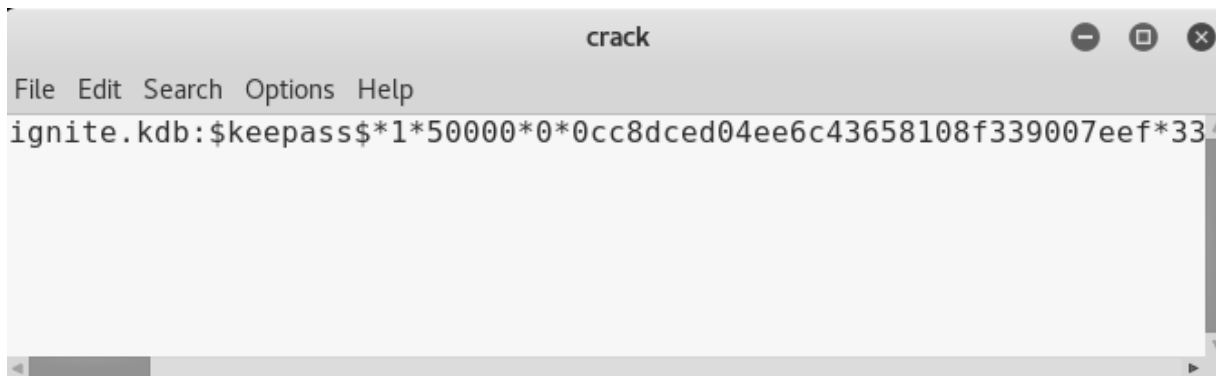 crack
File Edit Search Options Help
ignite.kdb:$keepass$*1*50000*0*0cc8dced04ee6c43658108f339007eef*33